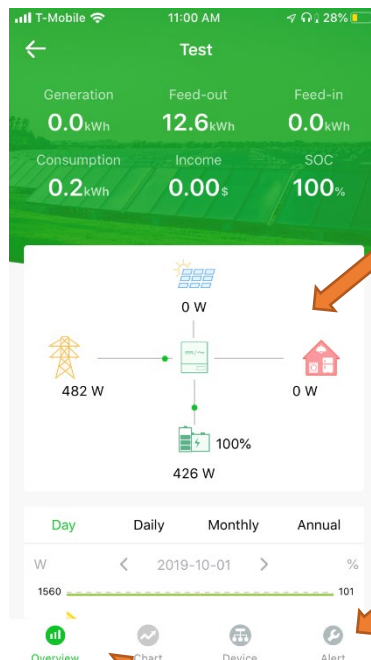 T-Mobile 11:00 AM 28%
Test
Generation Feed-out Feed-in
0.0kWh 12.6kWh 0.0kWh
Consumption Income SOC
0.2kWh 0.00$ 100%
0 W
482 W 0 W
100%
426 W
Day Daily Monthly Annual
W < 2019-10-01 > %
1560 101
Overview Chart Device Alert